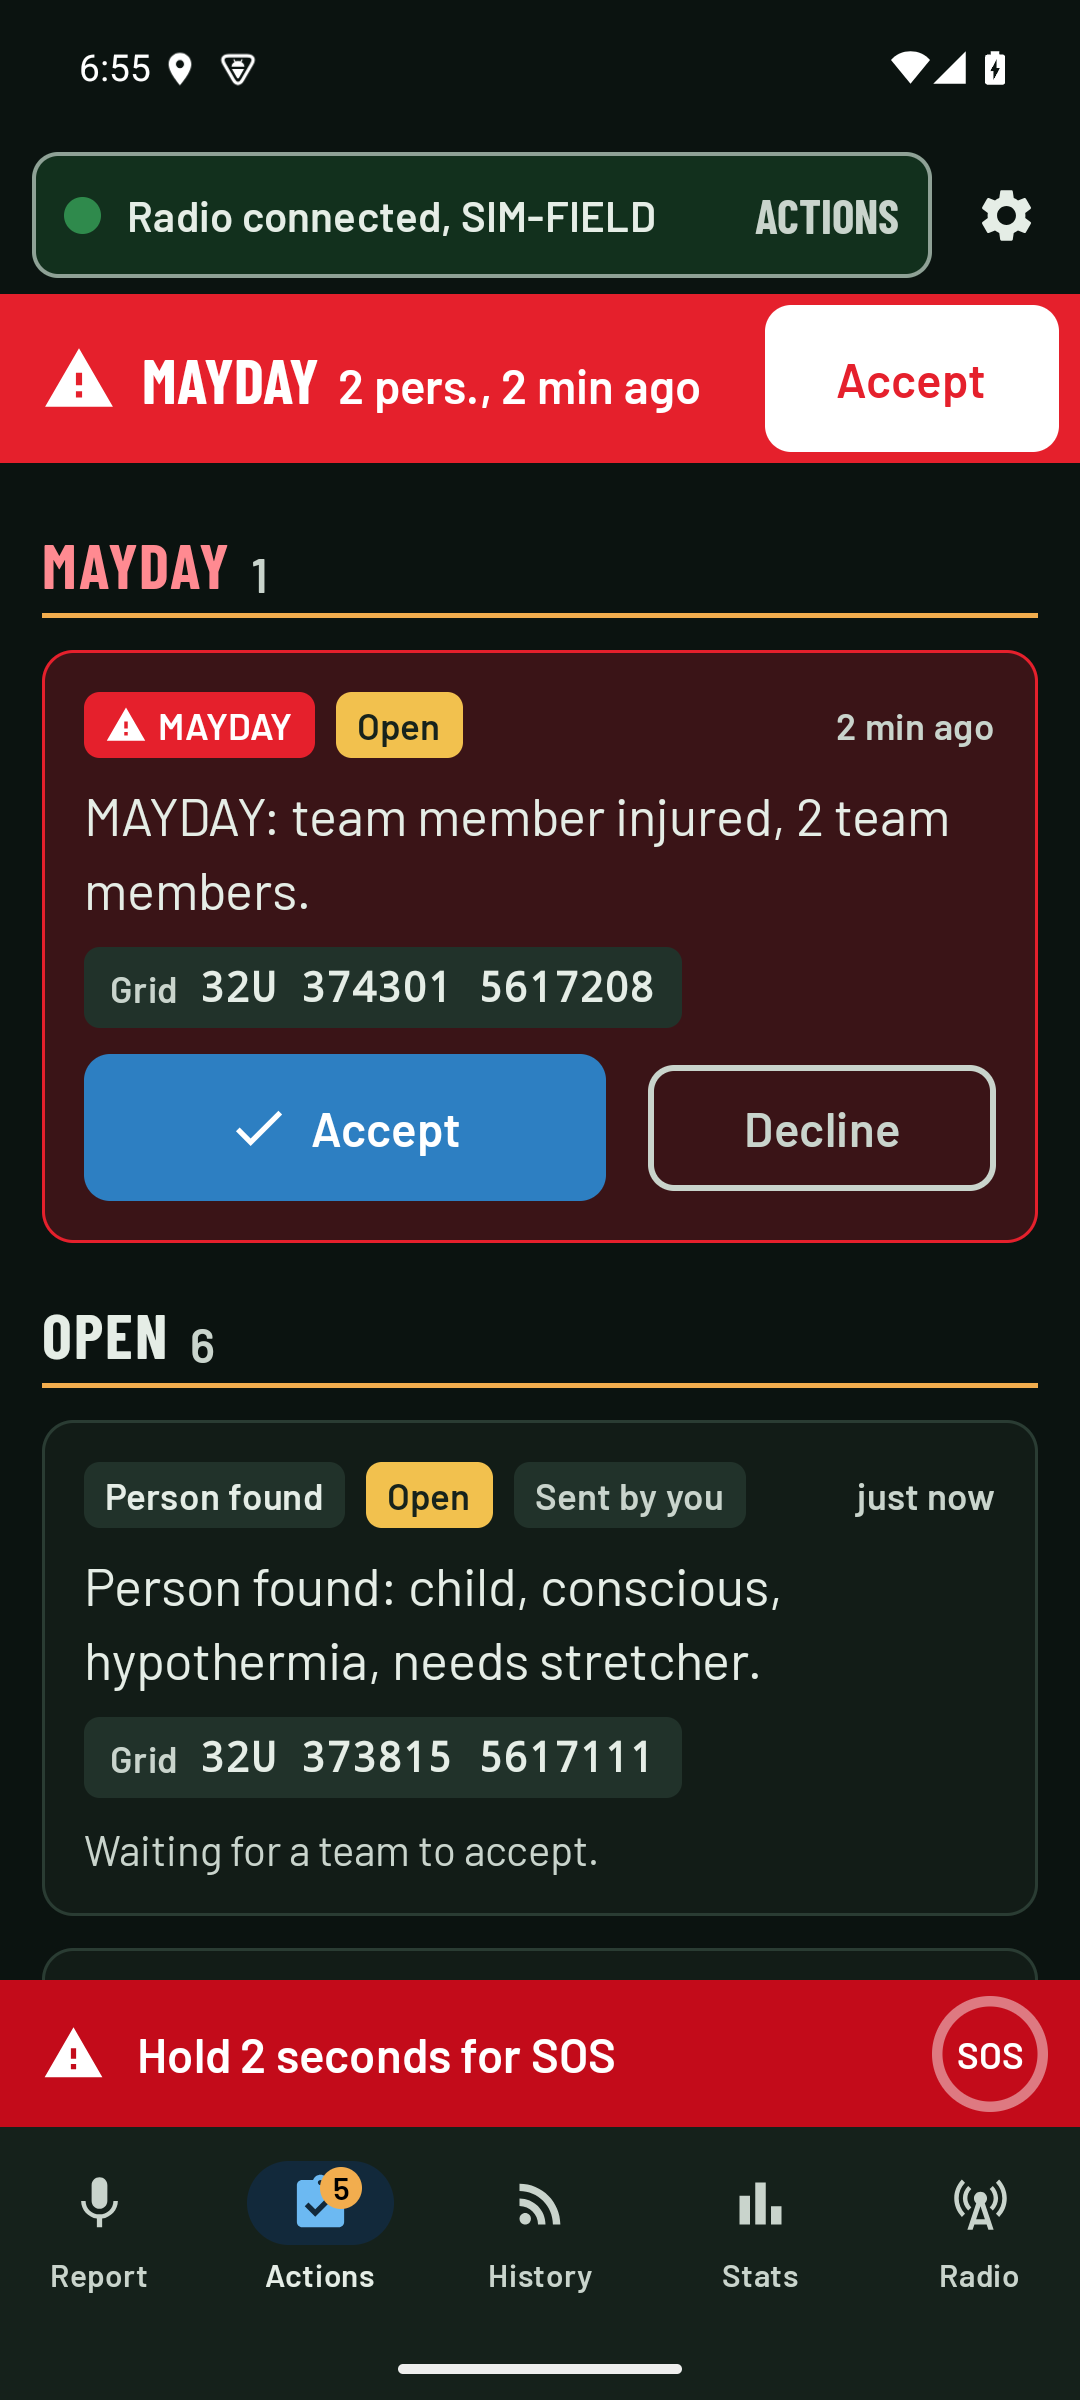 6:55
Radio connected, SIM-FIELD ACTIONS
MAYDAY 2 pers., 2 min ago Accept
MAYDAY 1
MAYDAY Open 2 min ago
MAYDAY: team member injured, 2 team
members.
Grid 32U 374301 5617208
Accept Decline
OPEN 6
Person found Open Sent by you just now
Person found: child, conscious,
hypothermia, needs stretcher.
Grid 32U 373815 5617111
Waiting for a team to accept.
Hold 2 seconds for SOS SOS
5
Report Actions History Stats Radio